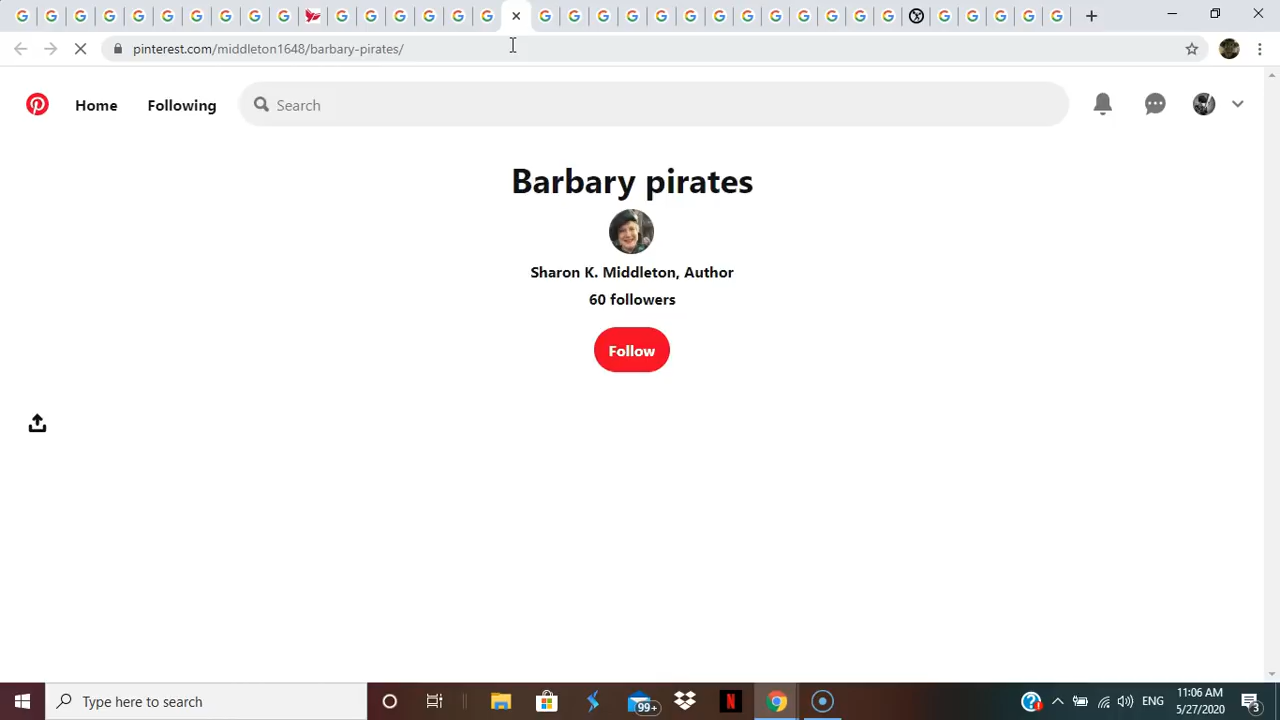 pinterest.com/middleton1648/barbary-pirates/
Home
Following
Search
Barbary pirates
Sharon K. Middleton, Author
60 followers
Follow
Type here to search
99+
N
ENG
11:06 AM
5/27/2020
3